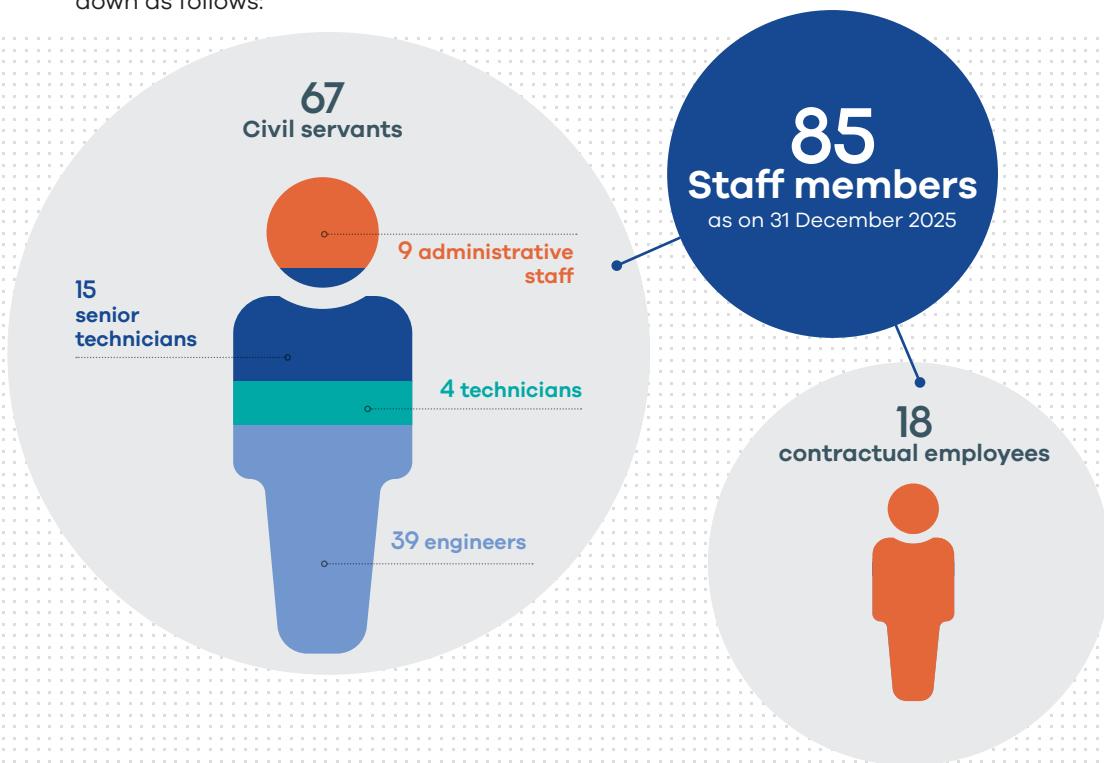 down as follows:
67
Civil servants
9 administrative
staff
15
senior
technicians
4 technicians
39 engineers
85
Staff members
as on 31 December 2025
18
contractual employees